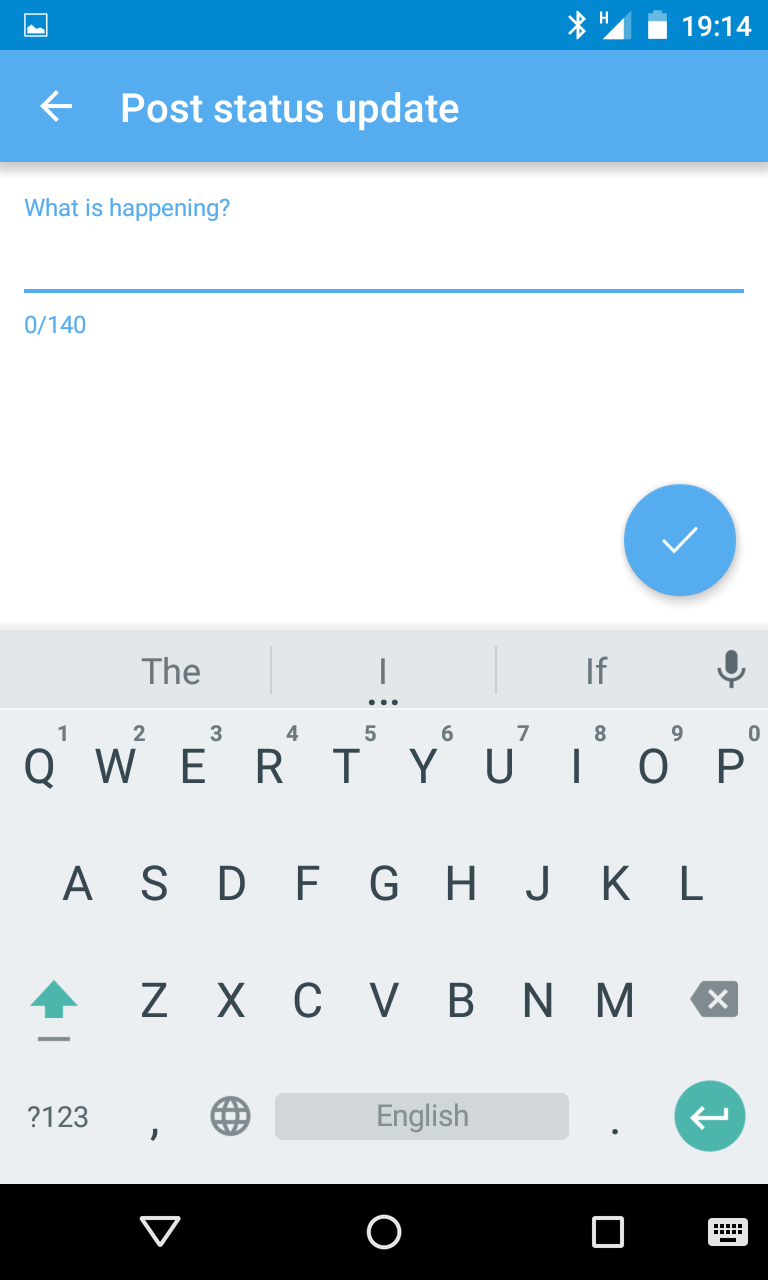 H 19:14
Post status update
What is happening?
0/140
The I If
1 2 3 4 5 6 7 8 9 0
Q W E R T Y U I O P
A S D F G H J K L
Z X C V B N M
?123 , English .